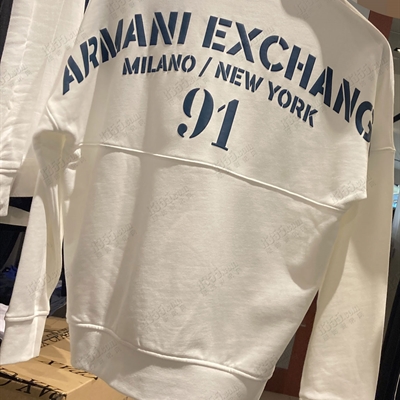 ARMANI EXCHANG
MILANO / NEW YORK
91